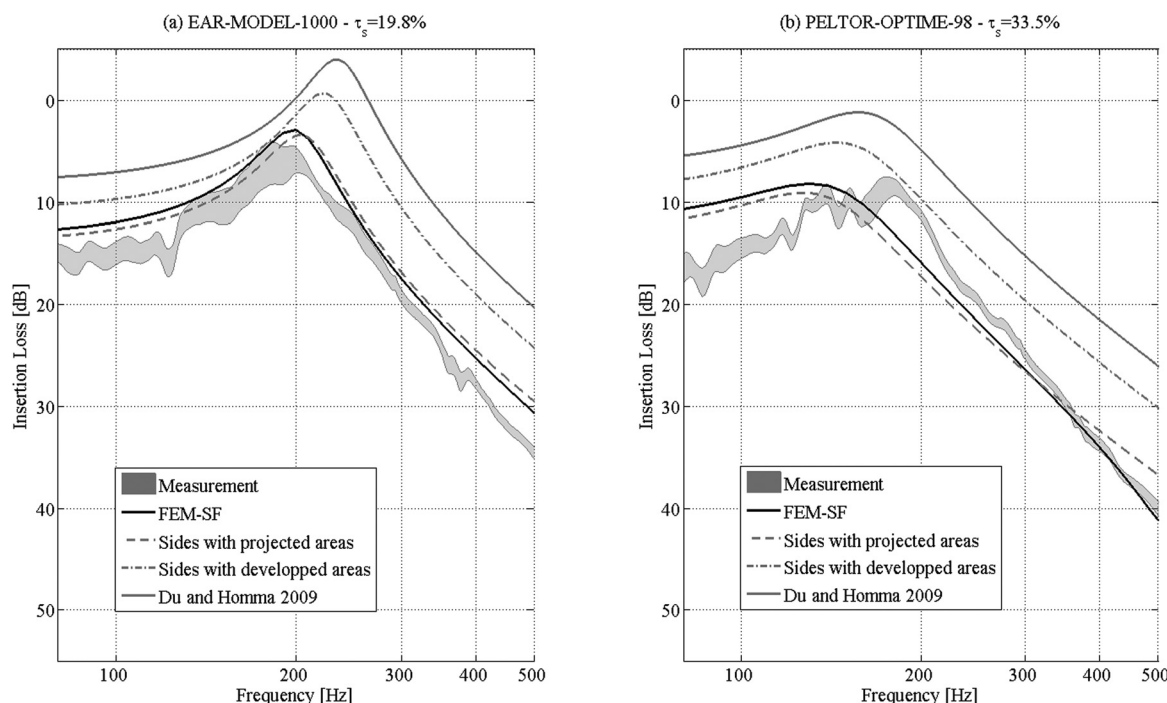 (a) EAR-MODEL-1000 - τs=19.8%
0
10
20
30
40
50
Insertion Loss [dB]
Measurement
FEM-SF
Sides with projected areas
Sides with developped areas
Du and Homma 2009
100
200
300
400
500
Frequency [Hz]
(b) PELTOR-OPTIME-98 - τs=33.5%
0
10
20
30
40
50
Insertion Loss [dB]
Measurement
FEM-SF
Sides with projected areas
Sides with developped areas
Du and Homma 2009
100
200
300
400
500
Frequency [Hz]